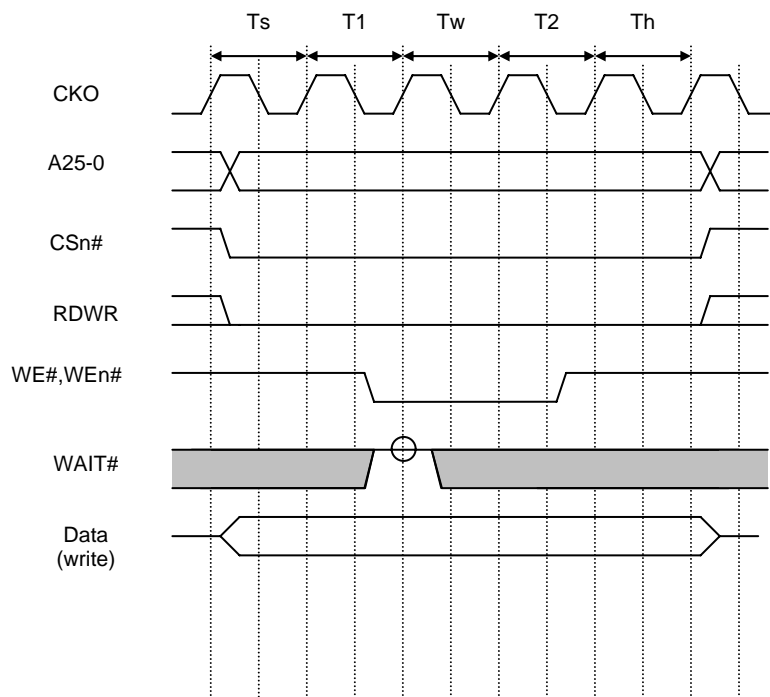 Ts T1 Tw T2 Th
CKO
A25-0
CSn#
RDWR
WE#,WEn#
WAIT#
Data
(write)